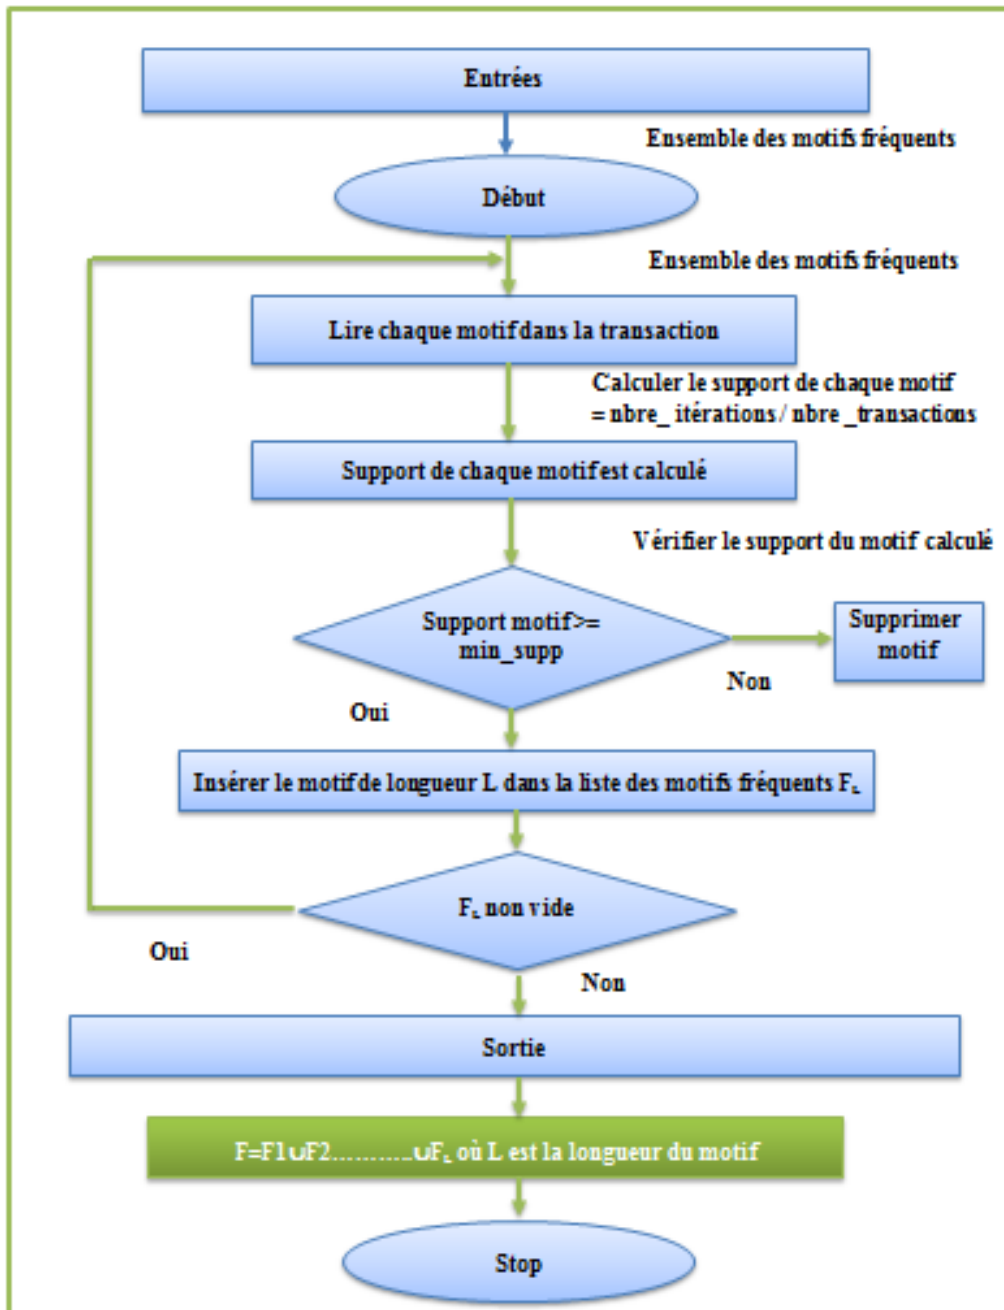 Entrées
Ensemble des motifs fréquents
Début
Ensemble des motifs fréquents
Lire chaque motif dans la transaction
Calculer le support de chaque motif
= nbre_ itérations / nbre _transactions
Support de chaque motif est calculé
Vérifier le support du motif calculé
Support motif >=
min_supp
Supprimer
motif
Non
Oui
Insérer le motif de longueur L dans la liste des motifs fréquents F_L
F_L non vide
Oui
Non
Sortie
F=F1∪F2………...∪F_L où L est la longueur du motif
Stop